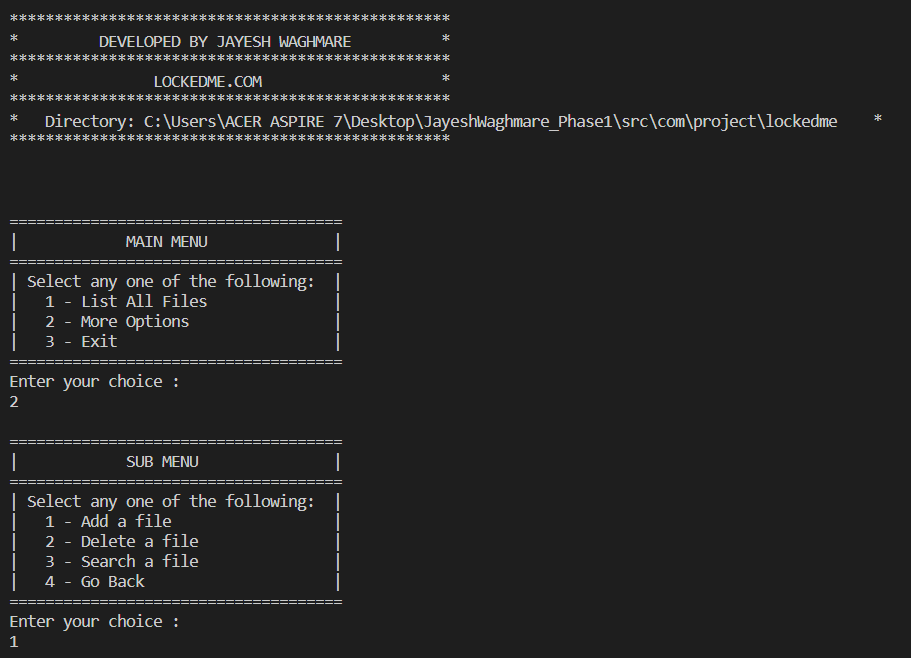 *************************************************
*         DEVELOPED BY JAYESH WAGHMARE          *
*************************************************
*               LOCKEDME.COM                    *
*************************************************
*   Directory: C:\Users\ACER ASPIRE 7\Desktop\JayeshWaghmare_Phase1\src\com\project\lockedme    *
*************************************************
=====================================
|            MAIN MENU              |
=====================================
| Select any one of the following:  |
|   1 - List All Files              |
|   2 - More Options                |
|   3 - Exit                        |
=====================================
Enter your choice :
2
=====================================
|            SUB MENU               |
=====================================
| Select any one of the following:  |
|   1 - Add a file                  |
|   2 - Delete a file               |
|   3 - Search a file               |
|   4 - Go Back                     |
=====================================
Enter your choice :
1